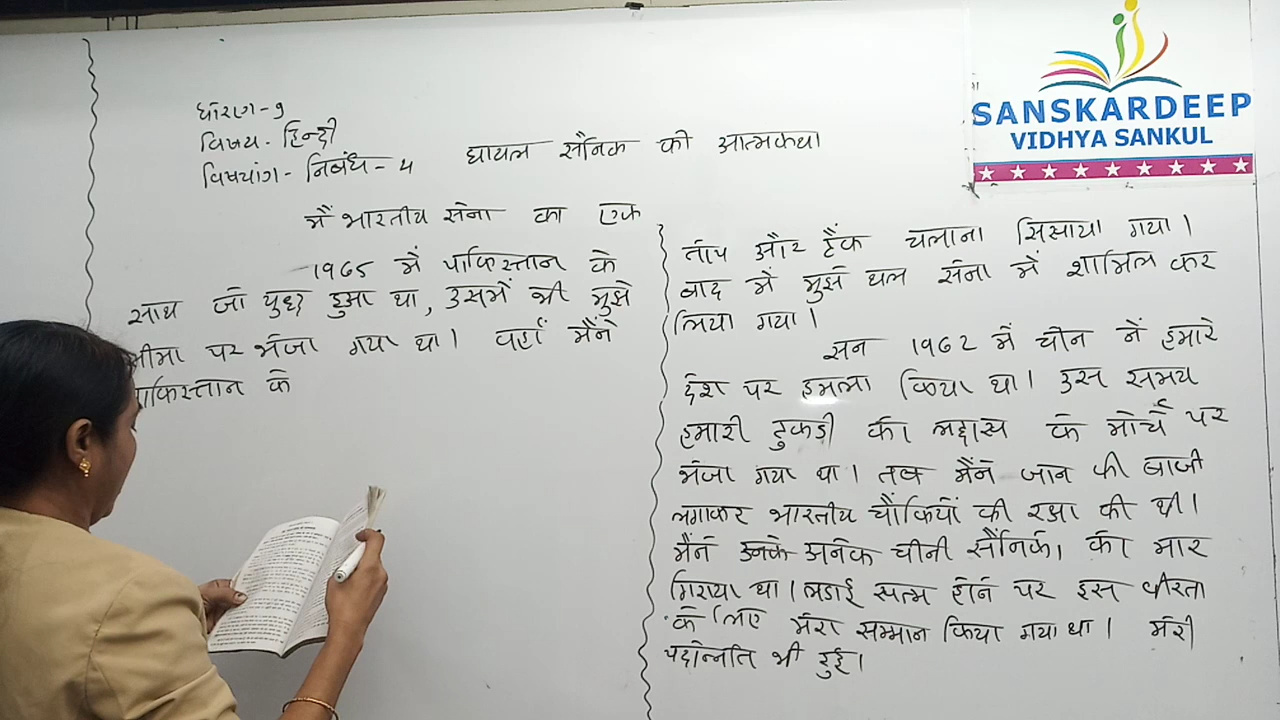 धोरण - 9
विषय - हिन्दी
विषयांग - निबंध - 4
घायल सैनिक की आत्मकथा
मैं भारतीय सेना का एक
1965 में पाकिस्तान के
साथ जो युद्ध हुआ था, उसमें भी मुझे
सीमा पर भेजा गया था। वहाँ मैंने
पाकिस्तान के
तोप और टैंक चलाना सिखाया गया।
बाद में मुझे थल सेना में शामिल कर
लिया गया।
सन 1962 में चीन ने हमारे
देश पर हमला किया था। उस समय
हमारी टुकड़ी को लद्दाख के मोर्चे पर
भेजा गया था। तब मैंने जान की बाजी
लगाकर भारतीय चौकियों की रक्षा की थी।
मैंने उनके अनेक चीनी सैनिकों को मार
गिराया था। लडाई खत्म होने पर इस वीरता
के लिए मेरा सम्मान किया गया था। मेरी
पदोन्नति भी हुई।
SANSKARDEEP
VIDHYA SANKUL